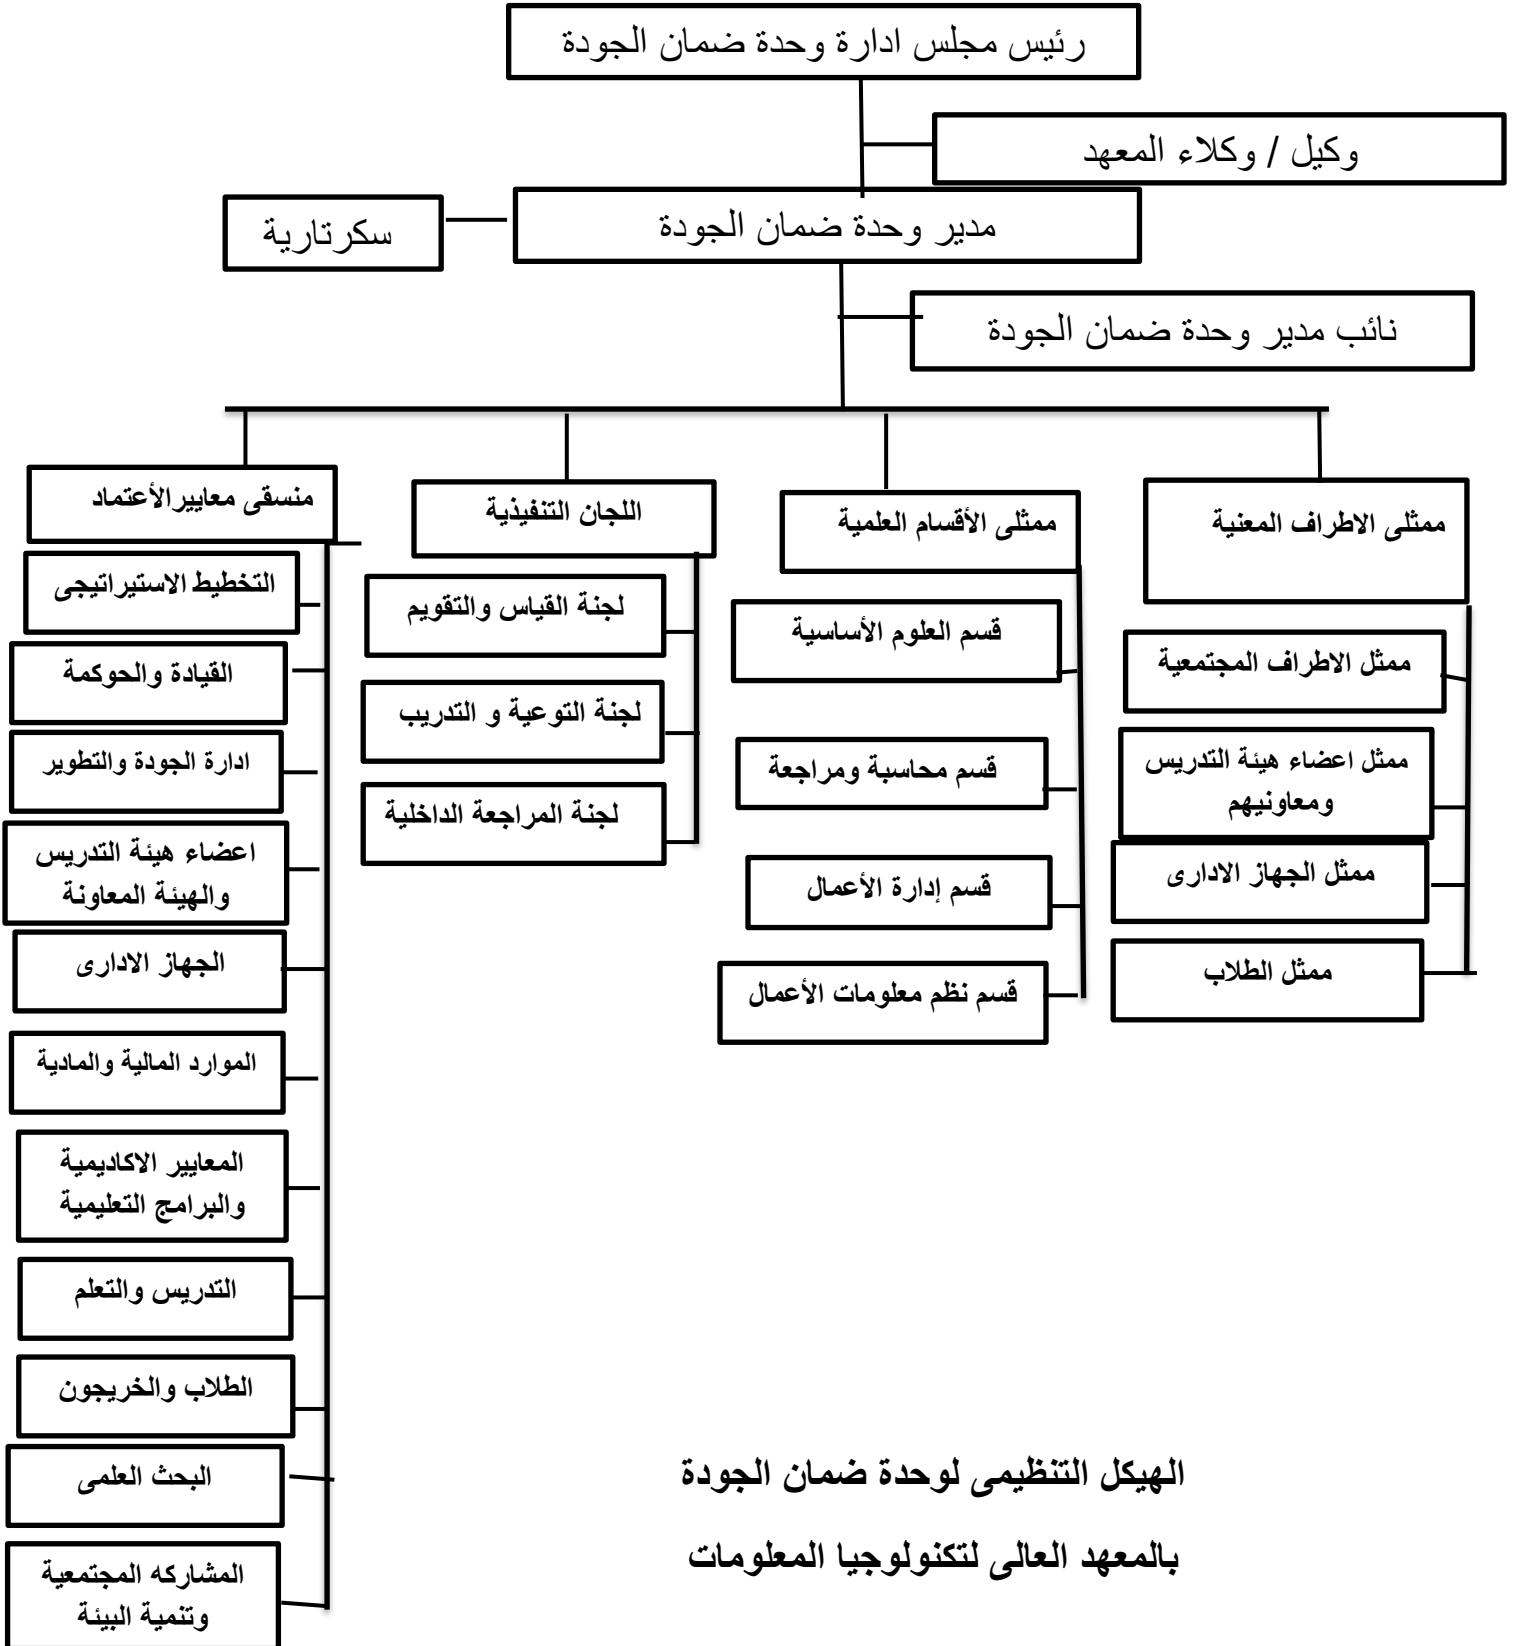 رئيس مجلس ادارة وحدة ضمان الجودة
وكيل / وكلاء المعهد
مدير وحدة ضمان الجودة
سكرتارية
نائب مدير وحدة ضمان الجودة
ممثلى الاطراف المعنية
ممثل الاطراف المجتمعية
ممثل اعضاء هيئة التدريس
ومعاونيهم
ممثل الجهاز الادارى
ممثل الطلاب
ممثلى الأقسام العلمية
قسم العلوم الأساسية
قسم محاسبة ومراجعة
قسم إدارة الأعمال
قسم نظم معلومات الأعمال
اللجان التنفيذية
لجنة القياس والتقويم
لجنة التوعية و التدريب
لجنة المراجعة الداخلية
منسقى معايير الأعتماد
التخطيط الاستيراتيجى
القيادة والحوكمة
ادارة الجودة والتطوير
اعضاء هيئة التدريس
والهيئة المعاونة
الجهاز الادارى
الموارد المالية والمادية
المعايير الاكاديمية
والبرامج التعليمية
التدريس والتعلم
الطلاب والخريجون
البحث العلمى
المشاركه المجتمعية
وتنمية البيئة
الهيكل التنظيمى لوحدة ضمان الجودة
بالمعهد العالى لتكنولوجيا المعلومات